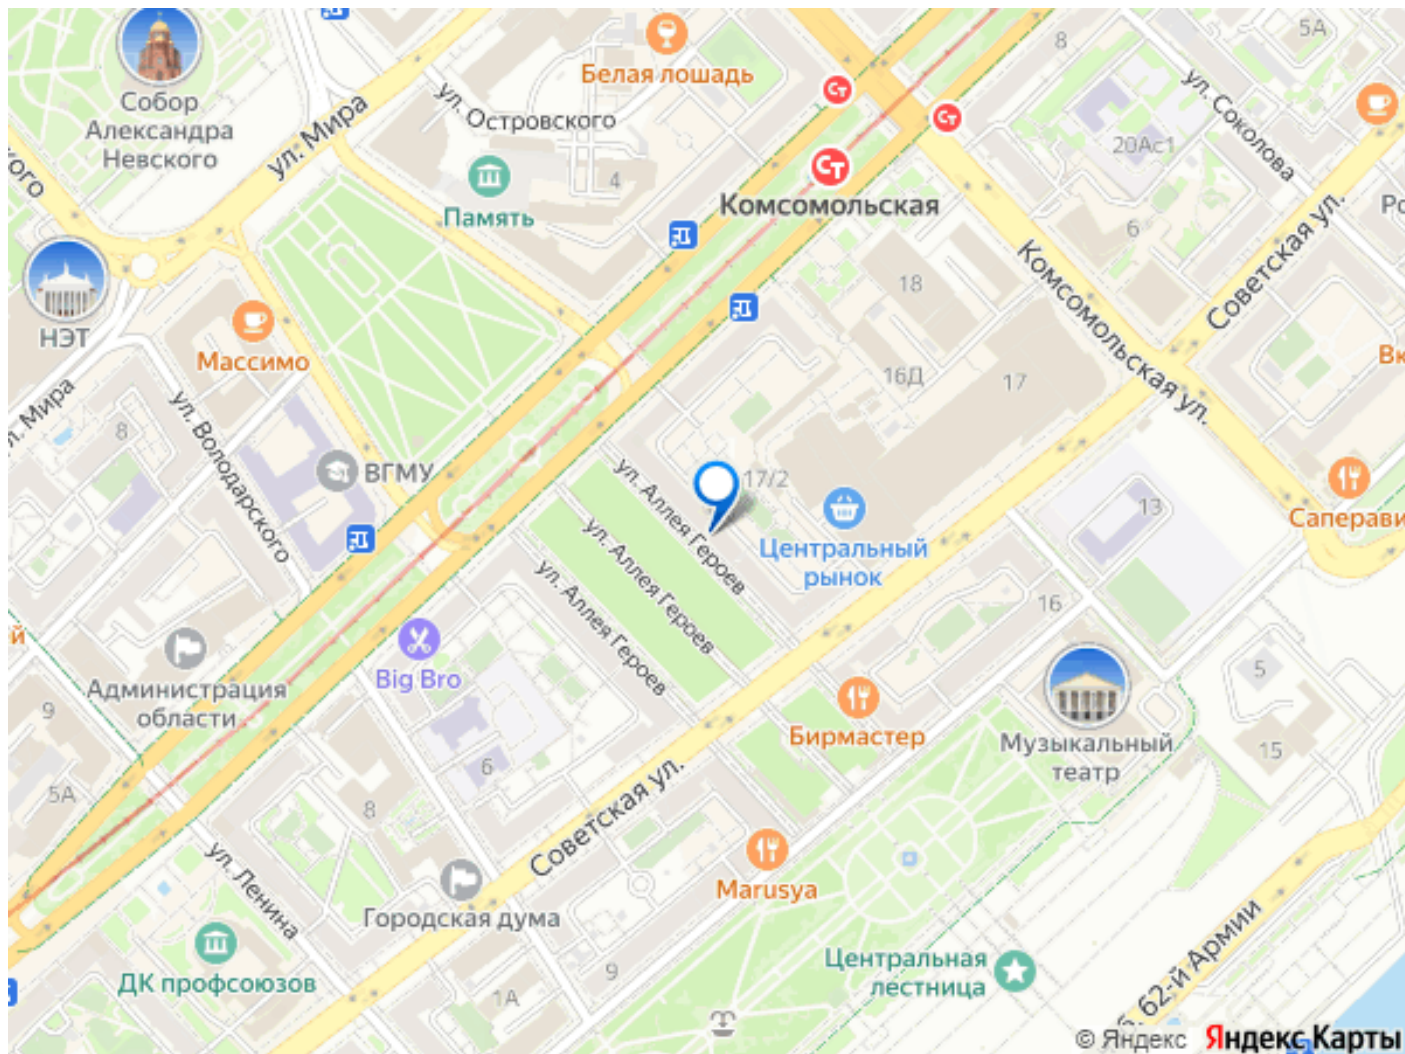 5А
8
Белая лошадь
ул. Соколова
Собор
Александра
Невского
ул. Мира
ул. Островского
Ст
Ст
Ст
20Ас1
4
Память
Комсомольская
6
Советская ул.
НЭТ
Массимо
18
Комсомольская ул.
16Д
17
8
ул. Володарского
ВГМУ
ул. Аллея Героев
17/2
13
Саперави
ул. Аллея Героев
ул. Аллея Героев
Центральный
рынок
16
5
Big Bro
Администрация
области
9
Бирмастер
Музыкальный
театр
15
6
5А
8
Советская ул.
ул. Ленина
Marusya
Городская дума
ДК профсоюзов
9
1А
Центральная
лестница
62-й Армии
© Яндекс Яндекс Карты